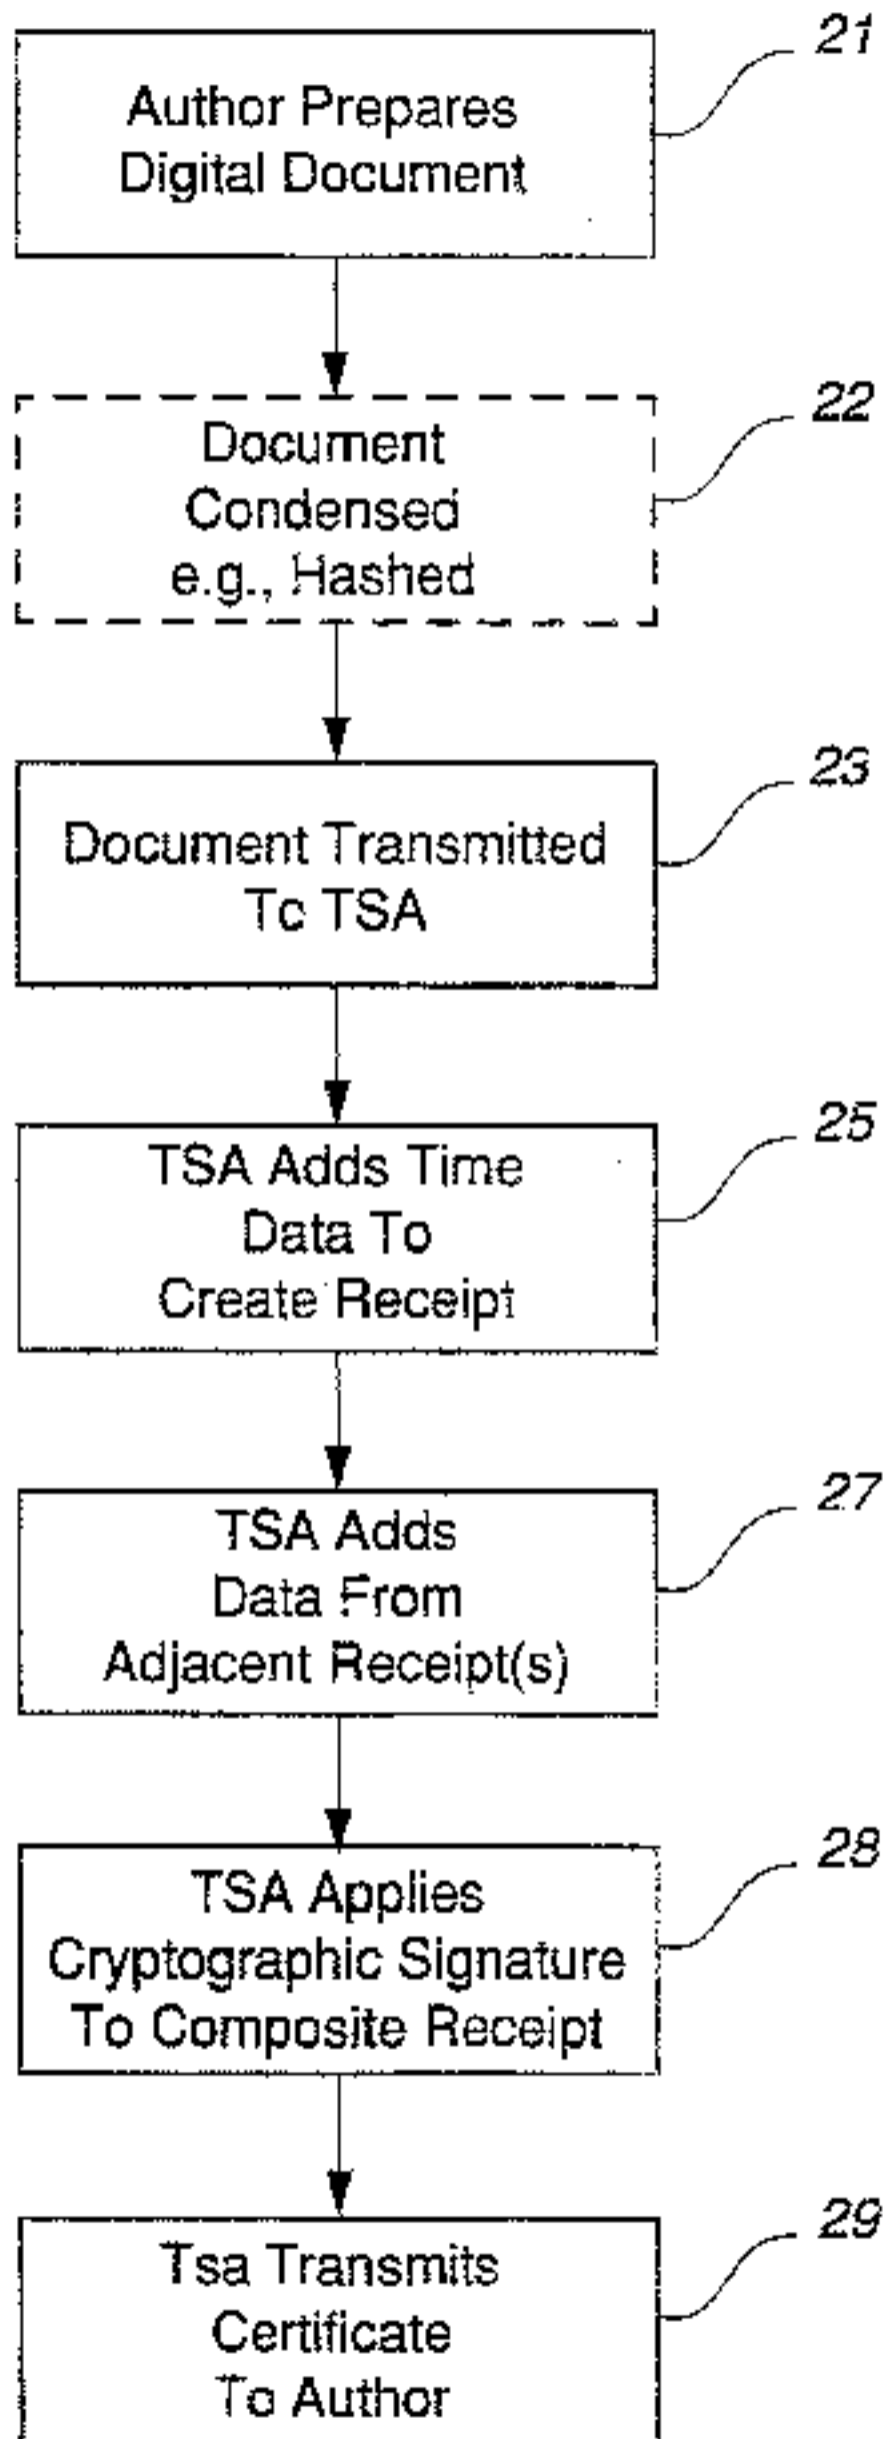 21
Author Prepares
Digital Document
22
Document
Condensed
e.g., Hashed
23
Document Transmitted
Tc TSA
25
TSA Adds Time
Data To
Create Receipt
27
TSA Adds
Data From
Adjacent Receipt(s)
28
TSA Applies
Cryptographic Signature
To Composite Receipt
29
Tsa Transmits
Certificate
To Author